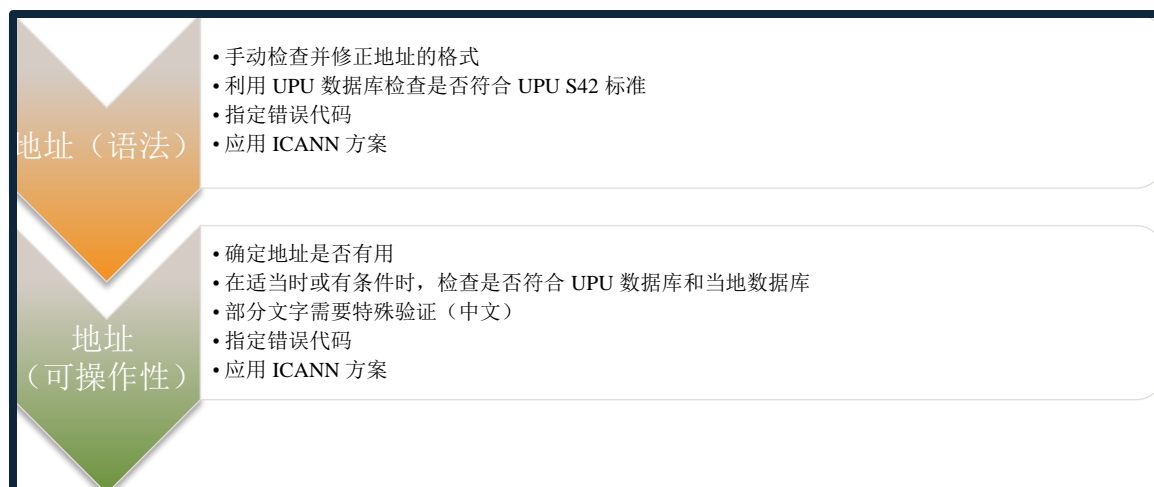 地址（语法）
• 手动检查并修正地址的格式
• 利用 UPU 数据库检查是否符合 UPU S42 标准
• 指定错误代码
• 应用 ICANN 方案
地址
（可操作性）
• 确定地址是否有用
• 在适当时或有条件时，检查是否符合 UPU 数据库和当地数据库
• 部分文字需要特殊验证（中文）
• 指定错误代码
• 应用 ICANN 方案